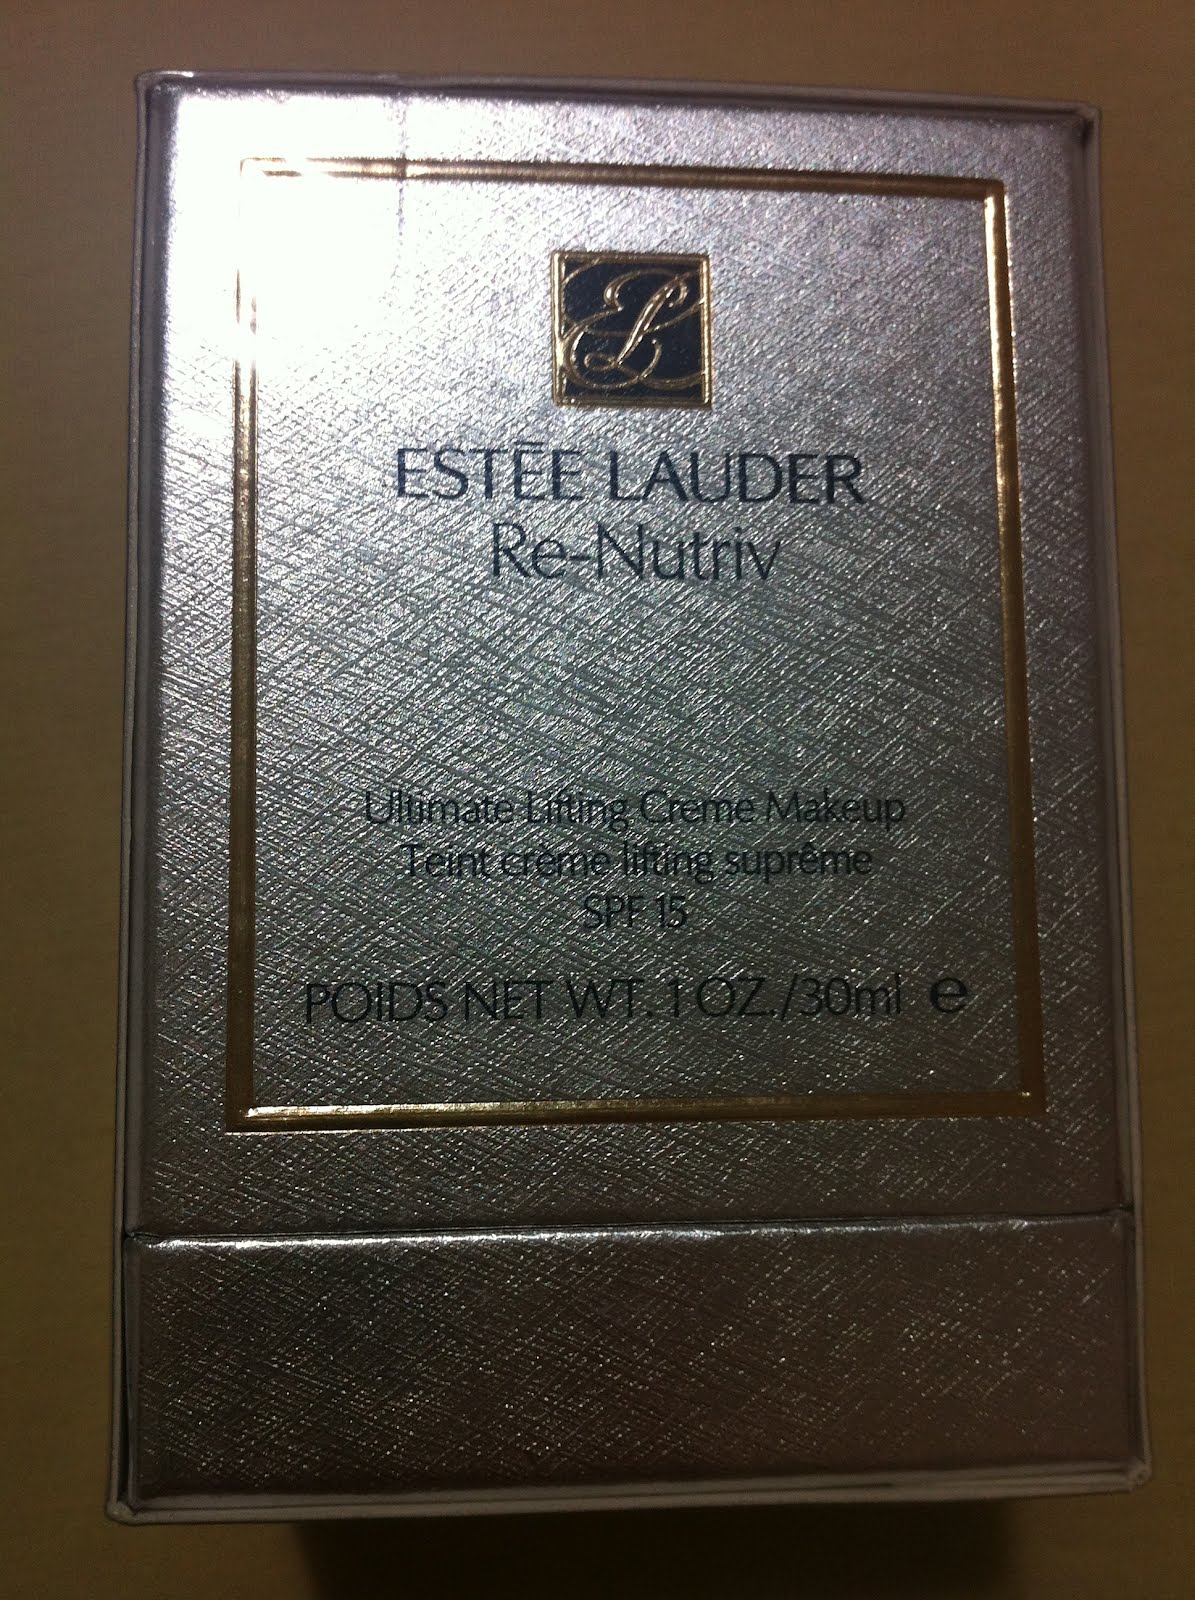 EL
ESTĒE LAUDER
Re-Nutriv
Ultimate Lifting Creme Makeup
Teint crème lifting suprême
SPF 15
POIDS NET WT. 1 OZ./30ml ℮